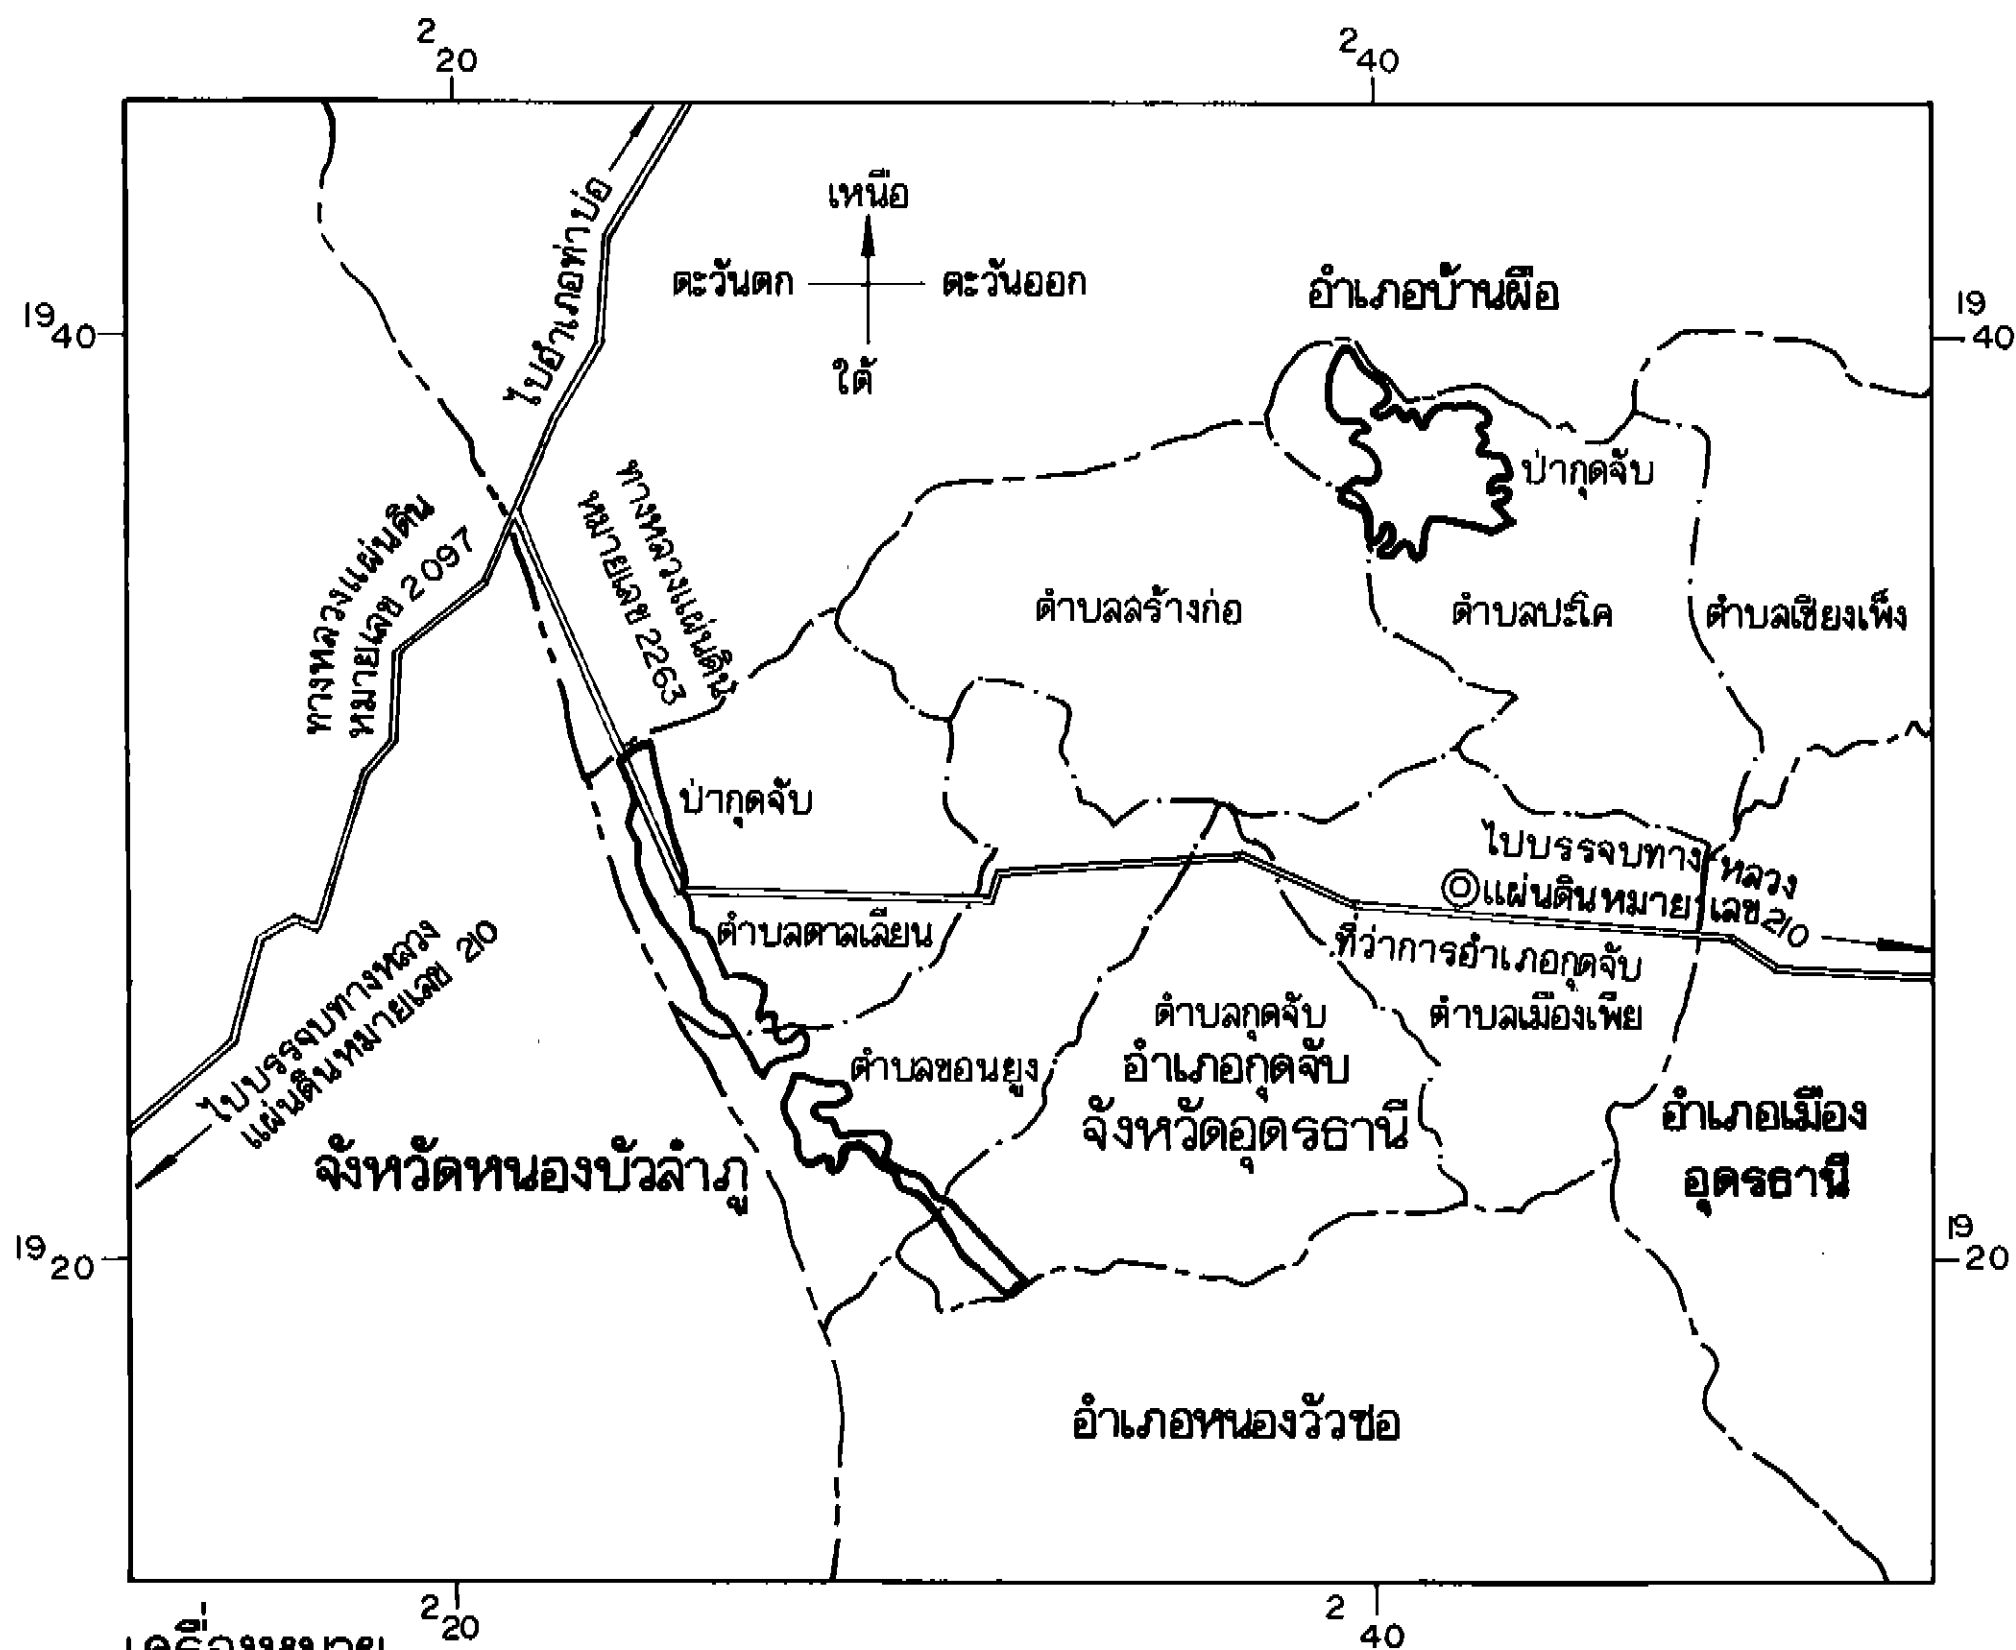 2 20
2 40
เหนือ
ตะวันตก
ตะวันออก
ใต้
ไปอำเภอท่าบ่อ
อำเภอบ้านผือ
19 40
19 40
ป่ากุดจับ
ทางหลวงแผ่นดิน
หมายเลข 2097
ทางหลวงแผ่นดิน
หมายเลข 2263
ตำบลสร้างก่อ
ตำบลปะโค
ตำบลเชียงเพ็ง
ป่ากุดจับ
ไปบรรจบทางหลวง
แผ่นดินหมายเลข 210
ตำบลตาลเลียน
ที่ว่าการอำเภอกุดจับ
ตำบลกุดจับ
ตำบลเมืองเพีย
ไปบรรจบทางหลวง
แผ่นดินหมายเลข 210
ตำบลขอนยูง
อำเภอกุดจับ
จังหวัดอุดรธานี
อำเภอเมือง
อุดรธานี
จังหวัดหนองบัวลำภู
19 20
19 20
อำเภอหนองวัวซอ
2 20
2 40
เครื่องหมาย